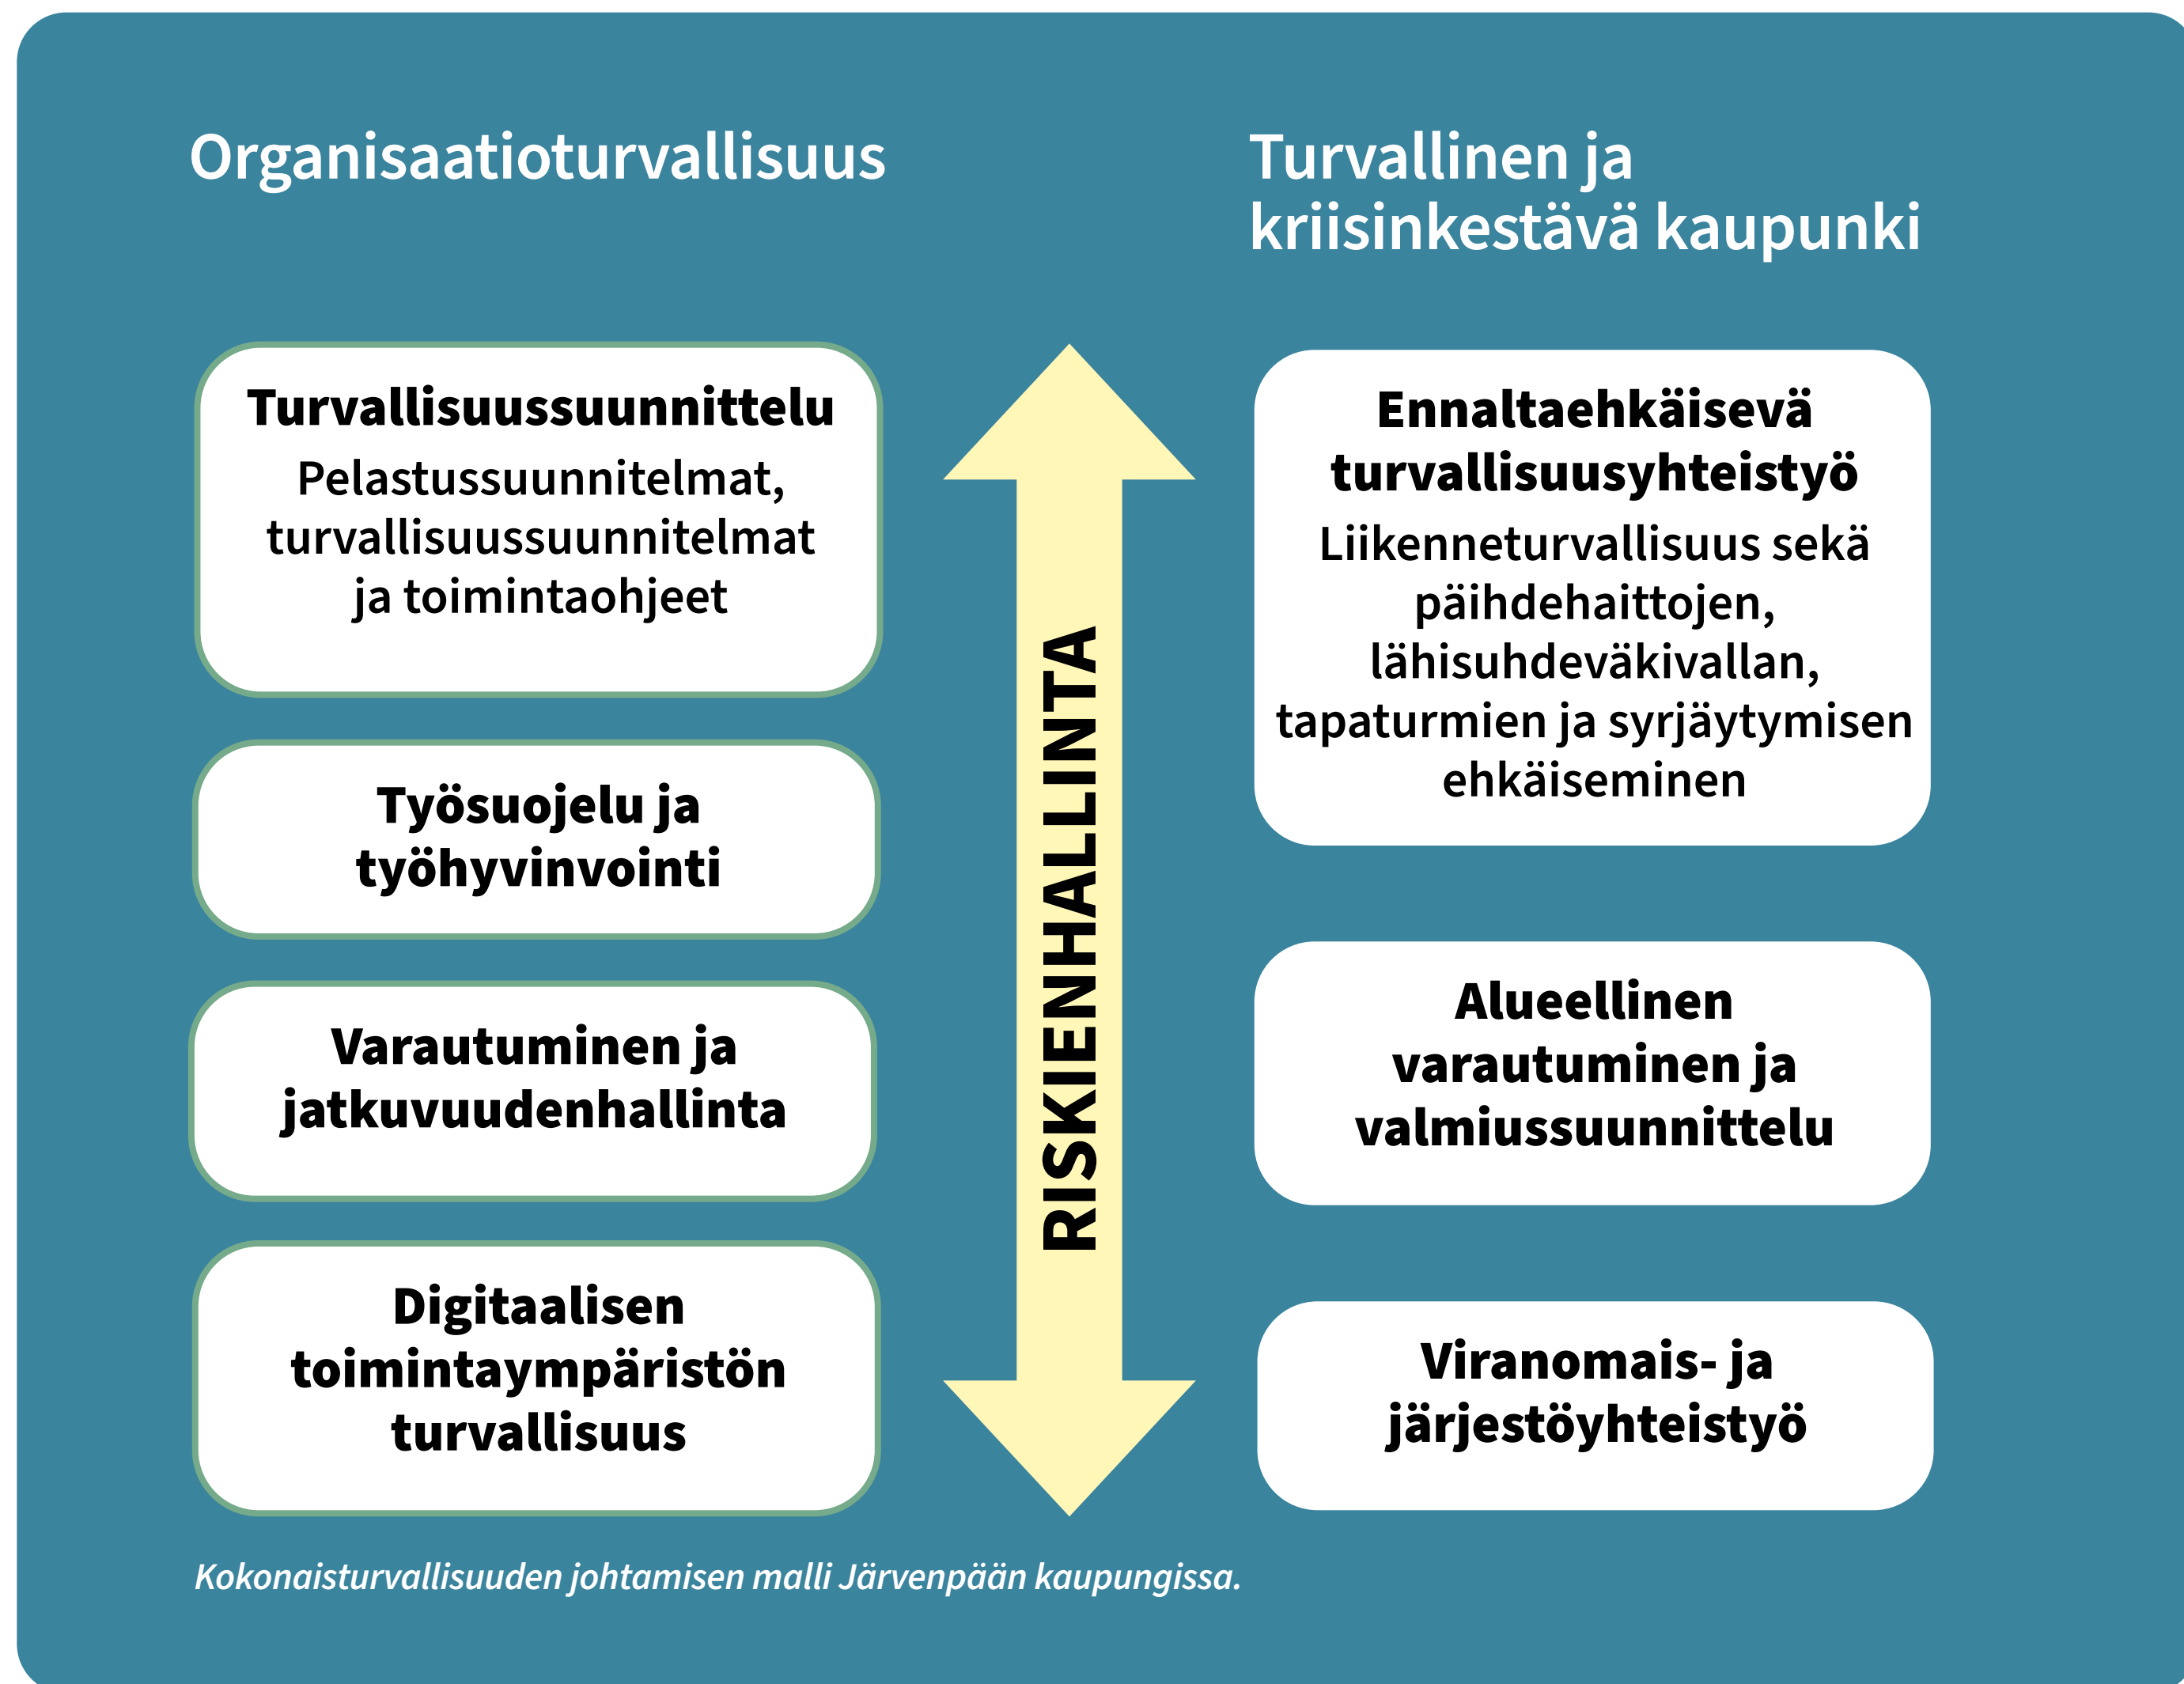 Organisaatioturvallisuus
Turvallisuussuunnittelu
Pelastussuunnitelmat,
turvallisuussuunnitelmat
ja toimintaohjeet
Työsuojelu ja
työhyvinvointi
Varautuminen ja
jatkuvuudenhallinta
Digitaalisen
toimintaympäristön
turvallisuus
RISKIENHALLINTA
Turvallinen ja
kriisinkestävä kaupunki
Ennaltaehkäisevä
turvallisuusyhteistyö
Liikenneturvallisuus sekä
päihdehaittojen,
lähisuhdeväkivallan,
tapaturmien ja syrjäytymisen
ehkäiseminen
Alueellinen
varautuminen ja
valmiussuunnittelu
Viranomais- ja
järjestöyhteistyö
Kokonaisturvallisuuden johtamisen malli Järvenpään kaupungissa.